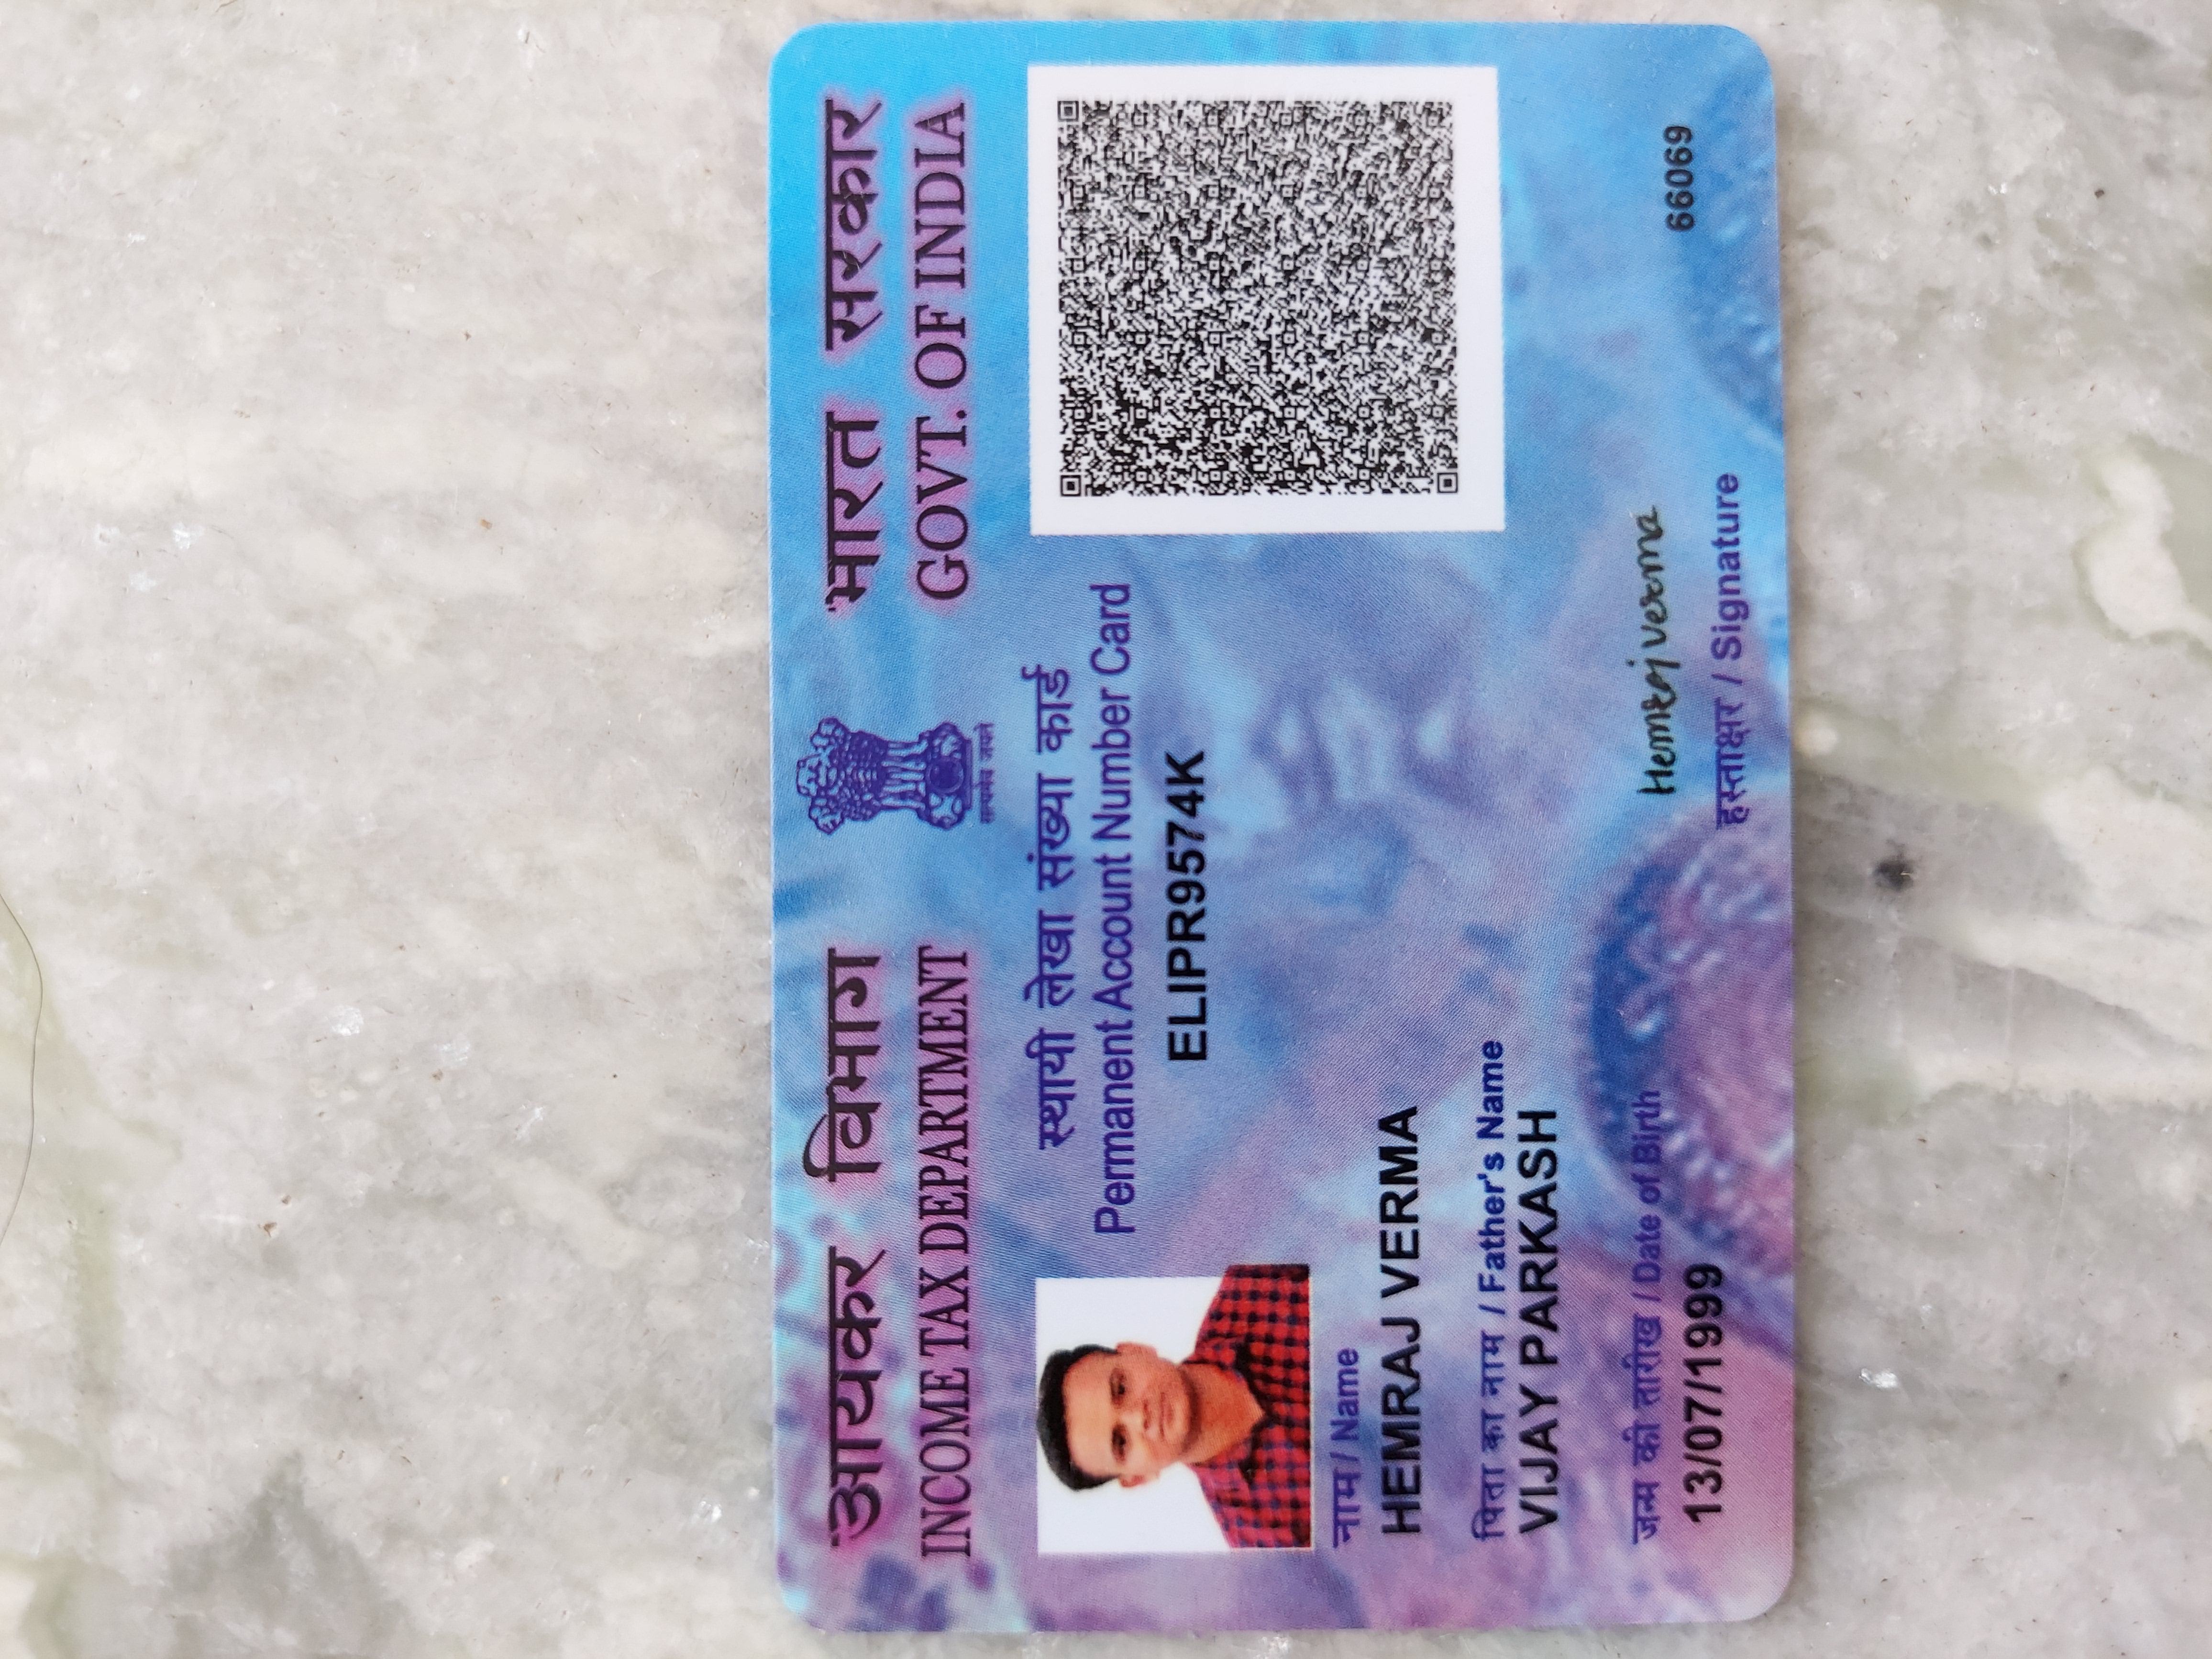 आयकर विभाग
INCOME TAX DEPARTMENT
सत्यमेव जयते
भारत सरकार
GOVT. OF INDIA
स्थायी लेखा संख्या कार्ड
Permanent Account Number Card
ELIPR9574K
नाम / Name
HEMRAJ VERMA
पिता का नाम / Father's Name
VIJAY PARKASH
जन्म की तारीख / Date of Birth
13/07/1999
Hemraj verma
हस्ताक्षर / Signature
66069